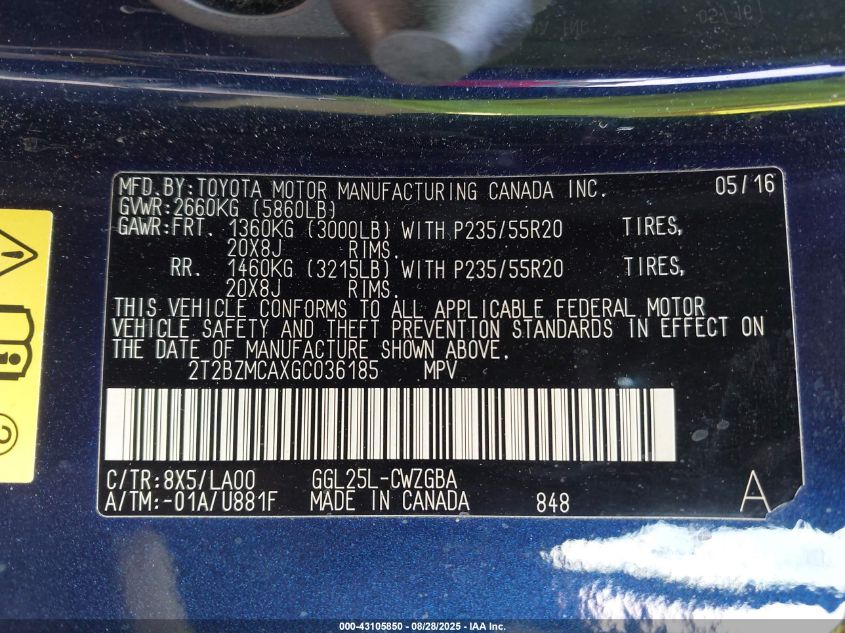 MFD.BY:TOYOTA MOTOR MANUFACTURING CANADA INC. 05/16
GVWR:2660KG (5860LB)
GAWR:FRT. 1360KG (3000LB) WITH P235/55R20 TIRES,
20X8J RIMS.
RR. 1460KG (3215LB) WITH P235/55R20 TIRES,
20X8J RIMS.
THIS VEHICLE CONFORMS TO ALL APPLICABLE FEDERAL MOTOR
VEHICLE SAFETY AND THEFT PREVENTION STANDARDS IN EFFECT ON
THE DATE OF MANUFACTURE SHOWN ABOVE.
2T2BZMCAXGC036185 MPV
C/TR:8X5/LA00 GGL25L-CWZGBA
A/TM:-01A/U881F MADE IN CANADA 848 A
000-43105850 - 08/28/2025 - IAA Inc.